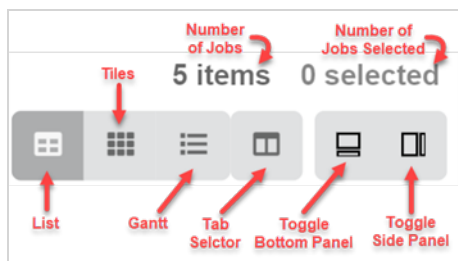 Number
of Jobs
Number of
Jobs Selected
Tiles
5 items
0 selected
List
Gantt
Tab
Selctor
Toggle
Bottom Panel
Toggle
Side Panel